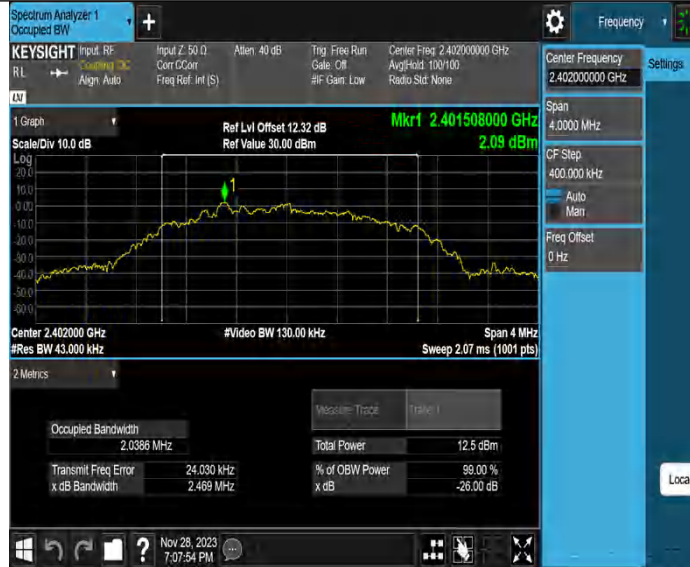 Spectrum Analyzer 1
Occupied BW
+
Frequency
KEYSIGHT
RL
Input: RF
Coupling: DC
Align: Auto
Input Z: 50 Ω
Corr CCorr
Freq Ref: Int (S)
Atten: 40 dB
Trig: Free Run
Gate: Off
#IF Gain: Low
Center Freq: 2.402000000 GHz
Avg|Hold: 100/100
Radio Std: None
LXI
1 Graph
Scale/Div 10.0 dB
Ref Lvl Offset 12.32 dB
Ref Value 30.00 dBm
Mkr1 2.401508000 GHz
2.09 dBm
Log
20.0
10.0
0.00
-10.0
-20.0
-30.0
-40.0
-50.0
-60.0
1
Center 2.402000 GHz
#Res BW 43.000 kHz
#Video BW 130.00 kHz
Span 4 MHz
Sweep 2.07 ms (1001 pts)
2 Metrics
Measure Trace
Trace 1
Occupied Bandwidth
2.0386 MHz
Total Power
12.5 dBm
Transmit Freq Error
24.030 kHz
% of OBW Power
99.00 %
x dB Bandwidth
2.469 MHz
x dB
-26.00 dB
Center Frequency
2.402000000 GHz
Settings
Span
4.0000 MHz
CF Step
400.000 kHz
Auto
Man
Freq Offset
0 Hz
Loca
?
Nov 28, 2023
7:07:54 PM